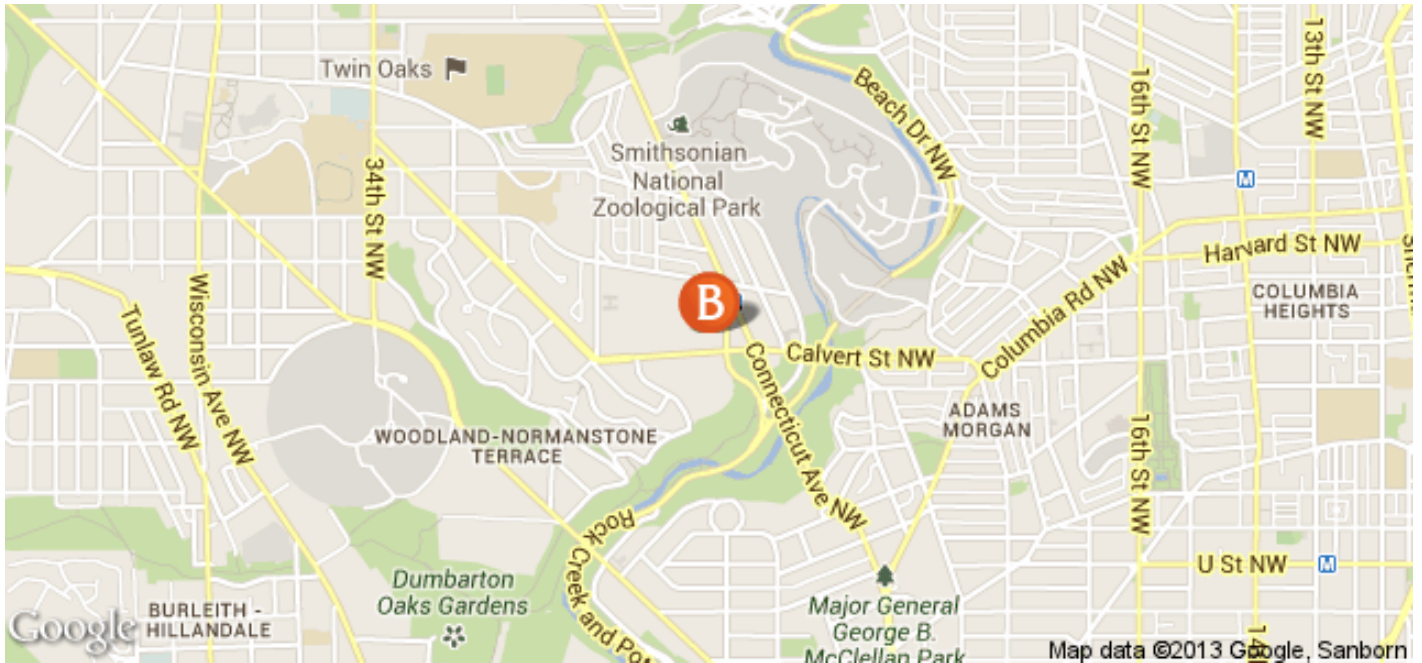 Twin Oaks
Smithsonian
National
Zoological Park
Beach Dr NW
16th St NW
13th St NW
M
34th St NW
Harvard St NW
Columbia Rd NW
COLUMBIA
HEIGHTS
B
Wisconsin Ave NW
Tunlaw Rd NW
Calvert St NW
Connecticut Ave NW
ADAMS
MORGAN
WOODLAND-NORMANSTONE
TERRACE
16th St NW
Rock Creek and Po
U St NW
M
Dumbarton
Oaks Gardens
Major General
George B.
McClellan Park
BURLEITH -
HILLANDALE
Google
Map data ©2013 Google, Sanborn